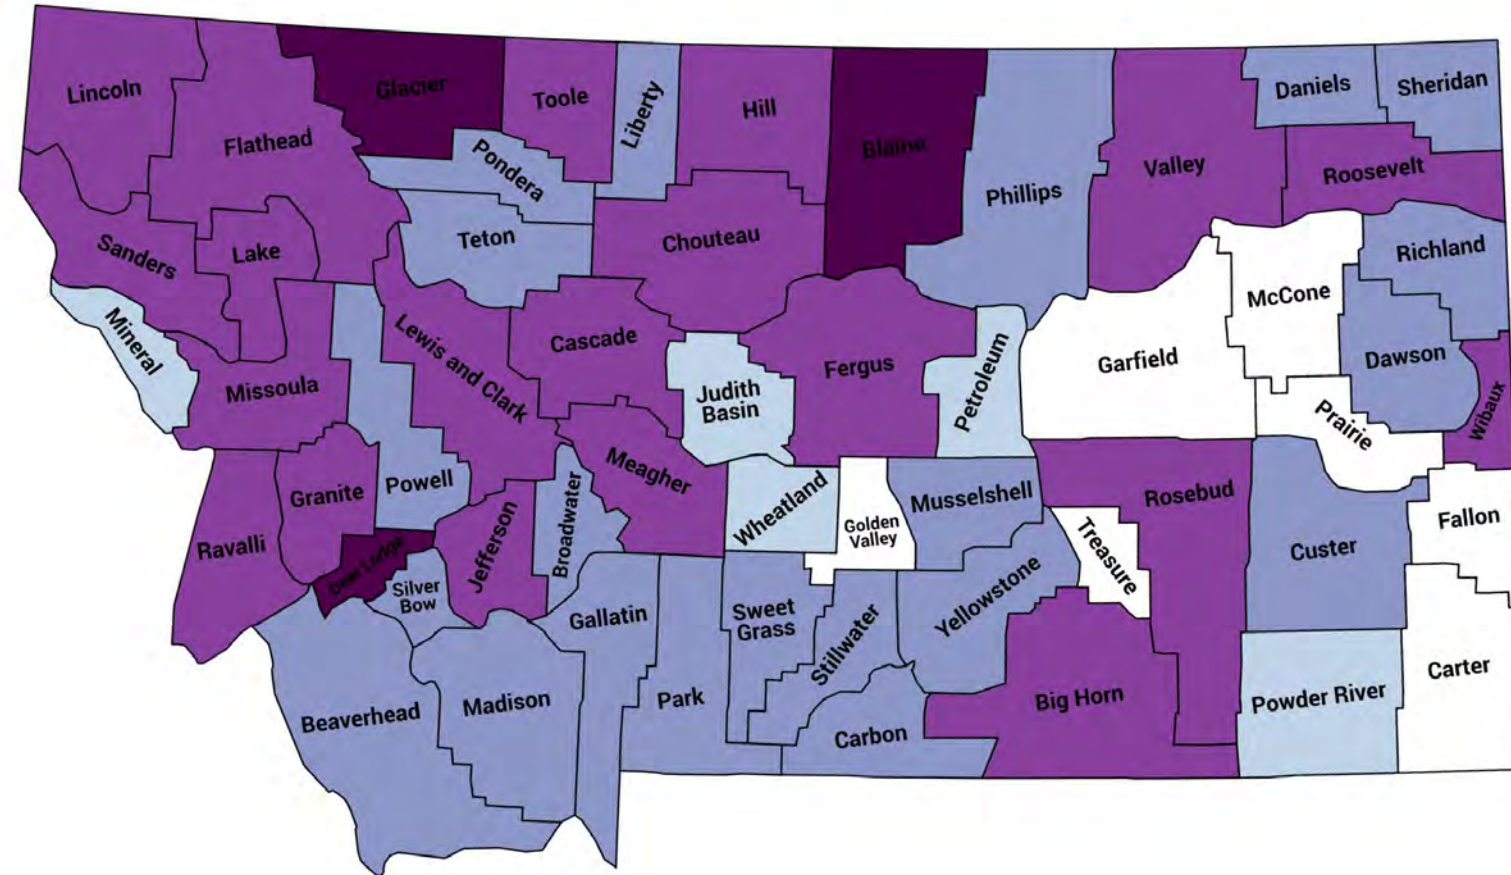 Lincoln
Flathead
Glacier
Toole
Liberty
Hill
Blaine
Phillips
Valley
Daniels
Sheridan
Roosevelt
Pondera
Teton
Chouteau
Sanders
Lake
Richland
McCone
Mineral
Missoula
Lewis and Clark
Cascade
Judith
Basin
Fergus
Petroleum
Garfield
Dawson
Wibaux
Prairie
Ravalli
Granite
Powell
Meagher
Jefferson
Broadwater
Wheatland
Golden
Valley
Musselshell
Rosebud
Treasure
Custer
Fallon
Deer Lodge
Silver
Bow
Gallatin
Sweet
Grass
Stillwater
Yellowstone
Beaverhead
Madison
Park
Carbon
Big Horn
Powder River
Carter